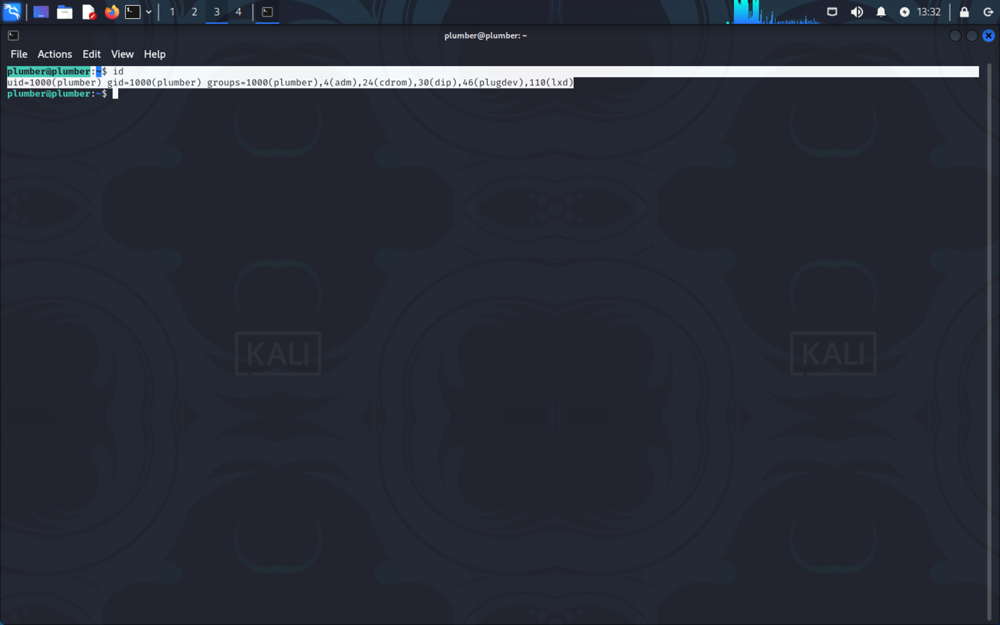 1 2 3 4 13:32
plumber@plumber: ~
File Actions Edit View Help
plumber@plumber:~$ id
uid=1000(plumber) gid=1000(plumber) groups=1000(plumber),4(adm),24(cdrom),30(dip),46(plugdev),110(lxd)
plumber@plumber:~$
KALI KALI